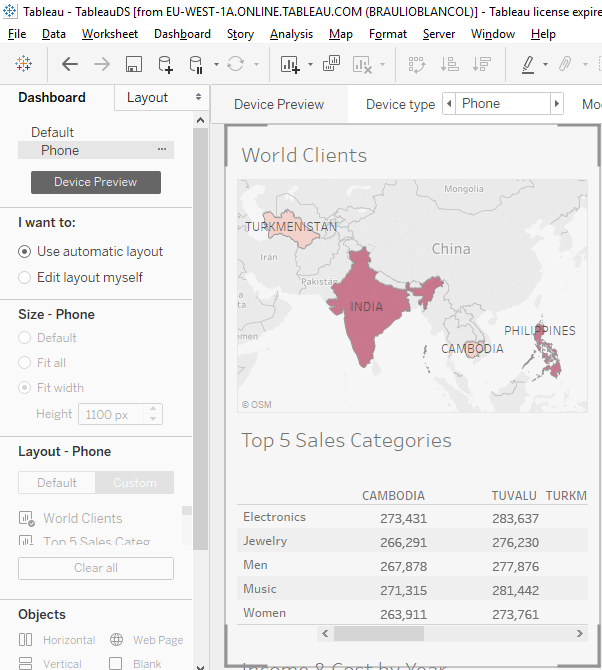 Tableau - TableauDS [from EU-WEST-1A.ONLINE.TABLEAU.COM (BRAULIOBLANCOL)] - Tableau license expire
File Data Worksheet Dashboard Story Analysis Map Format Server Window Help
Dashboard Layout
Device Preview Device type Phone Mo
Default
Phone
Device Preview
I want to:
Use automatic layout
Edit layout myself
Size - Phone
Default
Fit all
Fit width
Height 1100 px
Layout - Phone
Default Custom
World Clients
Top 5 Sales Categ
Clear all
Objects
Horizontal Web Page
Vertical Blank
World Clients
Mongolia
TURKMENISTAN
China
Irán
Pakistá
INDIA
PHILIPPINES
CAMBODIA
men
© OSM
Top 5 Sales Categories
CAMBODIA TUVALU TURKM
Electronics 273,431 283,637
Jewelry 266,291 276,230
Men 267,878 277,876
Music 271,315 281,442
Women 263,911 273,761
Income & Cost by Year